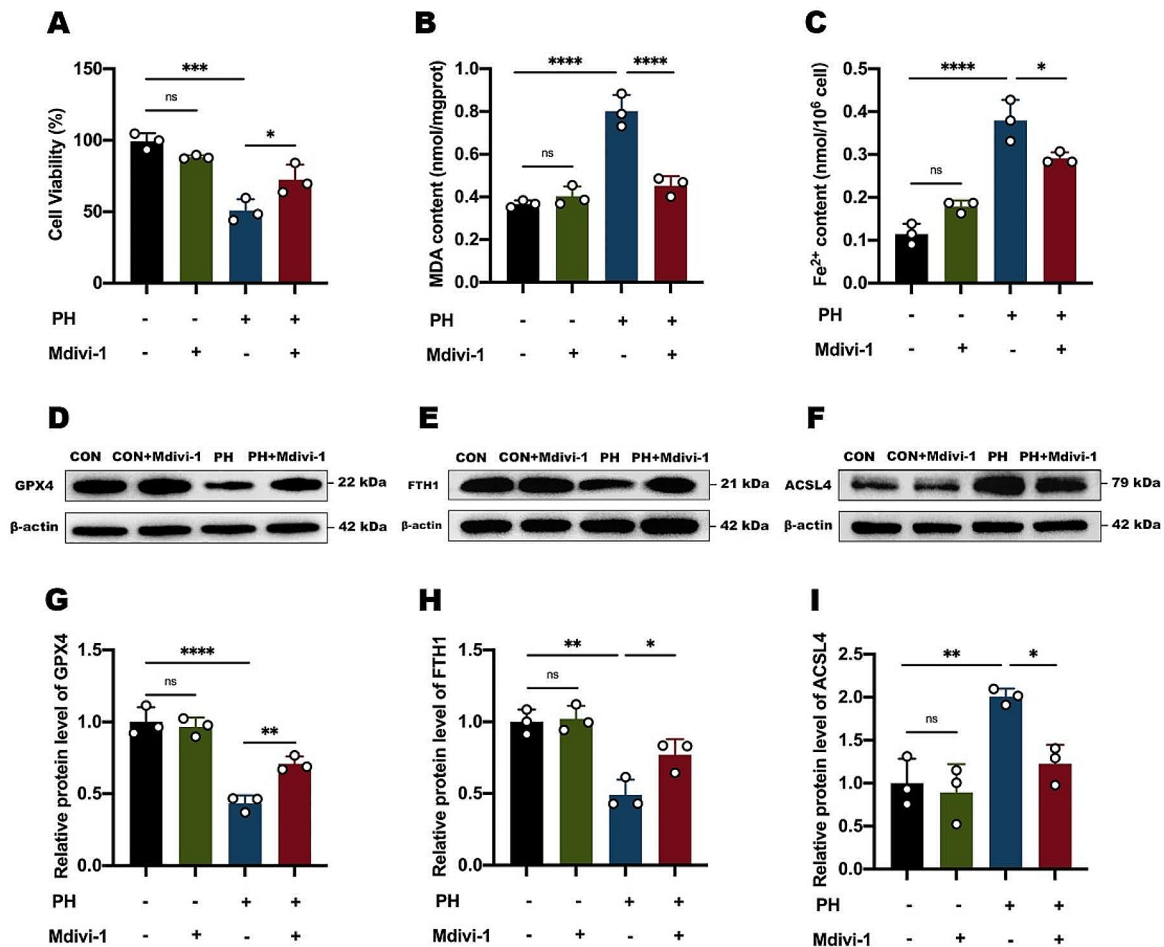 A
Cell Viability (%)
150
100
50
0
***
ns
*
PH - - + +
Mdivi-1 - + - +
B
MDA content (nmol/mgprot)
1.0
0.8
0.6
0.4
0.2
0.0
**** ****
ns
PH - - + +
Mdivi-1 - + - +
C
Fe2+ content (nmol/10^6 cell)
0.5
0.4
0.3
0.2
0.1
0.0
**** *
ns
PH - - + +
Mdivi-1 - + - +
D
CON CON+Mdivi-1 PH PH+Mdivi-1
GPX4 22 kDa
β-actin 42 kDa
E
CON CON+Mdivi-1 PH PH+Mdivi-1
FTH1 21 kDa
β-actin 42 kDa
F
CON CON+Mdivi-1 PH PH+Mdivi-1
ACSL4 79 kDa
β-actin 42 kDa
G
Relative protein level of GPX4
1.5
1.0
0.5
0.0
****
ns
**
PH - - + +
Mdivi-1 - + - +
H
Relative protein level of FTH1
1.5
1.0
0.5
0.0
** *
ns
PH - - + +
Mdivi-1 - + - +
I
Relative protein level of ACSL4
2.5
2.0
1.5
1.0
0.5
0.0
** *
ns
PH - - + +
Mdivi-1 - + - +